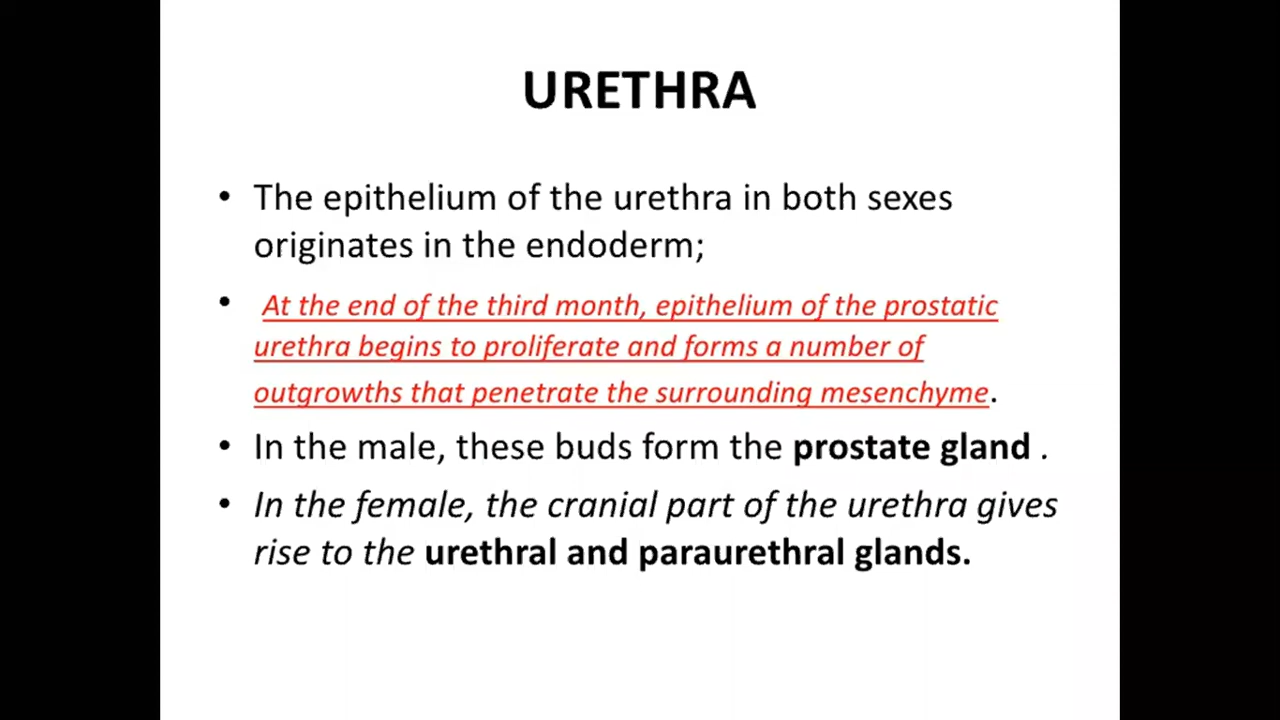 URETHRA
• The epithelium of the urethra in both sexes
originates in the endoderm;
• At the end of the third month, epithelium of the prostatic
urethra begins to proliferate and forms a number of
outgrowths that penetrate the surrounding mesenchyme.
• In the male, these buds form the prostate gland .
• In the female, the cranial part of the urethra gives
rise to the urethral and paraurethral glands.